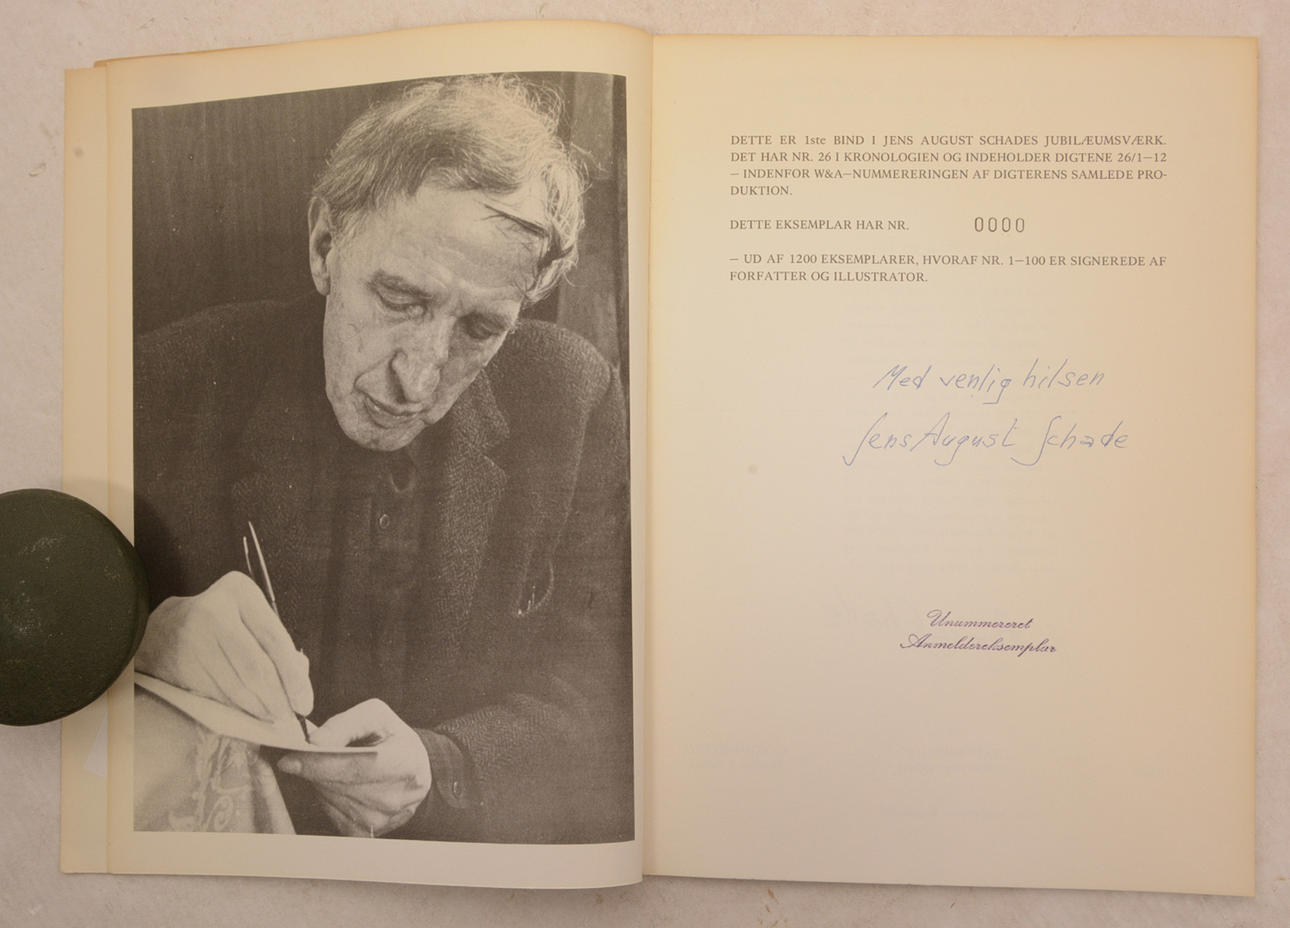 DETTE ER 1ste BIND I JENS AUGUST SCHADES JUBILÆUMSVÆRK.
DET HAR NR. 26 I KRONOLOGIEN OG INDEHOLDER DIGTENE 26/1—12
— INDENFOR W&A—NUMMERERINGEN AF DIGTERENS SAMLEDE PRO-
DUKTION.
DETTE EKSEMPLAR HAR NR. 0000
— UD AF 1200 EKSEMPLARER, HVORAF NR. 1—100 ER SIGNEREDE AF
FORFATTER OG ILLUSTRATOR.
Med venlig hilsen
Jens August Schade
Unummereret
Anmeldereksemplar